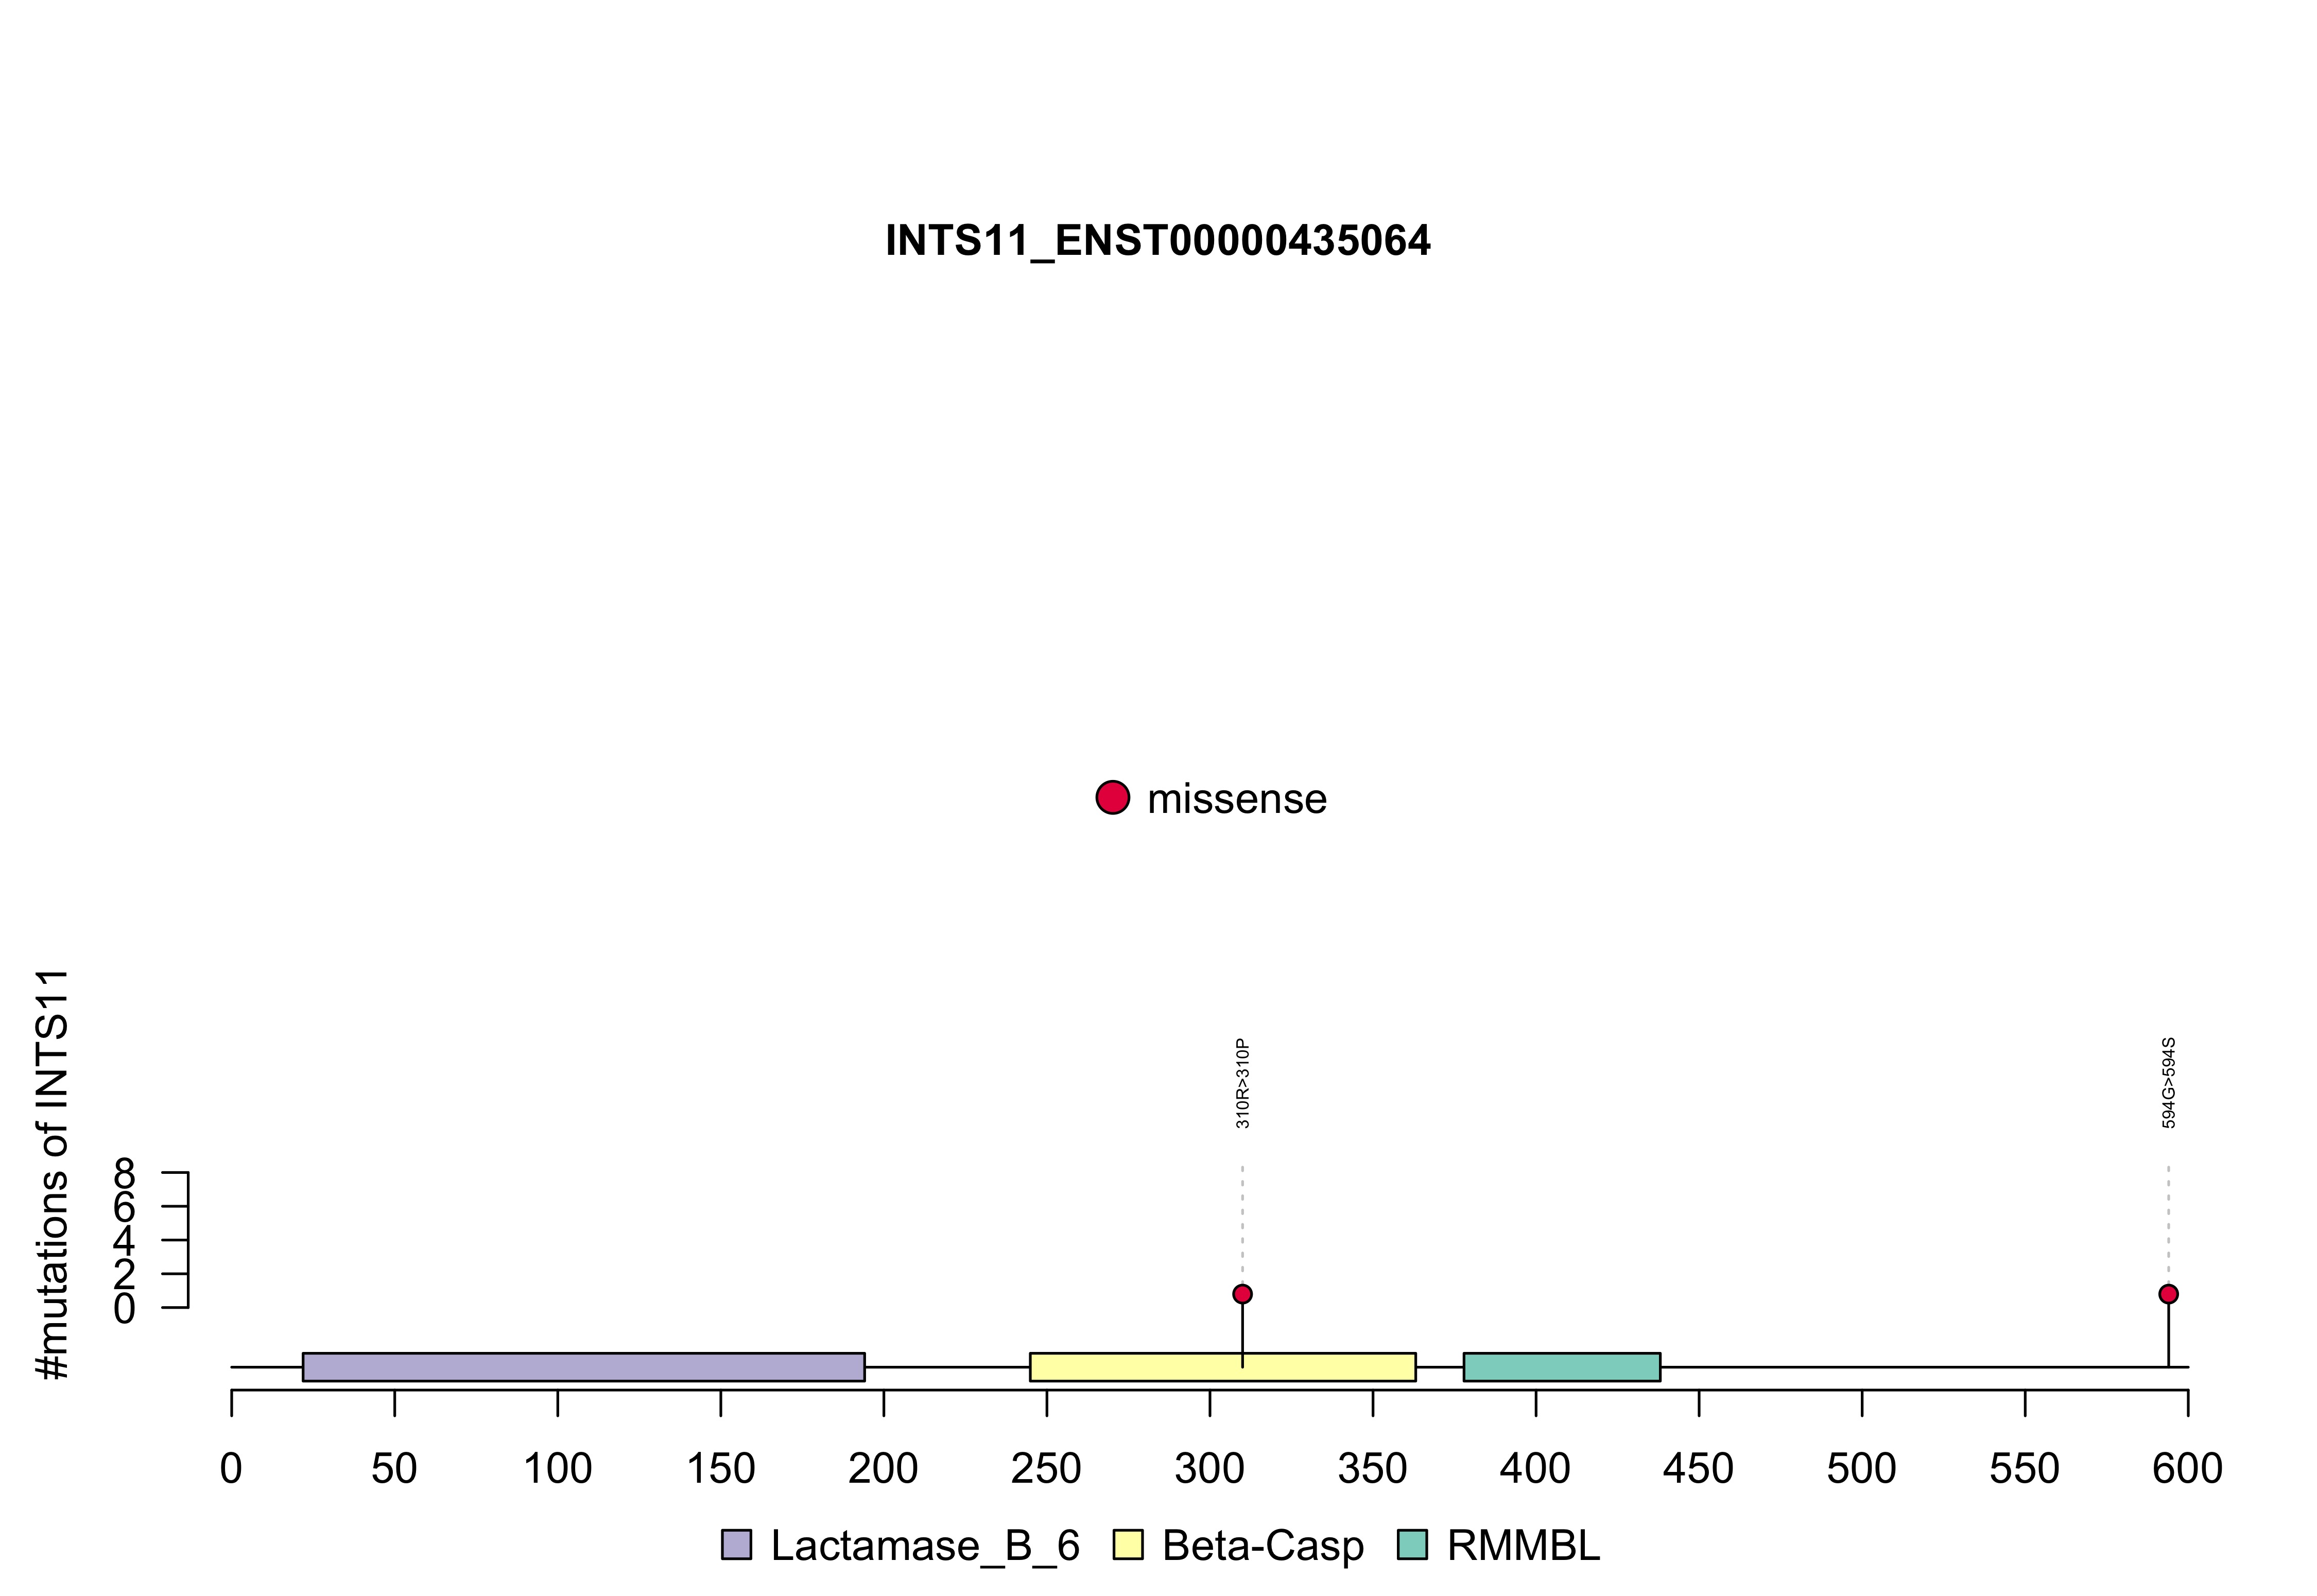 INTS11_ENST00000435064
missense
#mutations of INTS11
310R>310P
594G>594S
8
6
4
2
0
0 50 100 150 200 250 300 350 400 450 500 550 600
Lactamase_B_6 Beta-Casp RMMBL